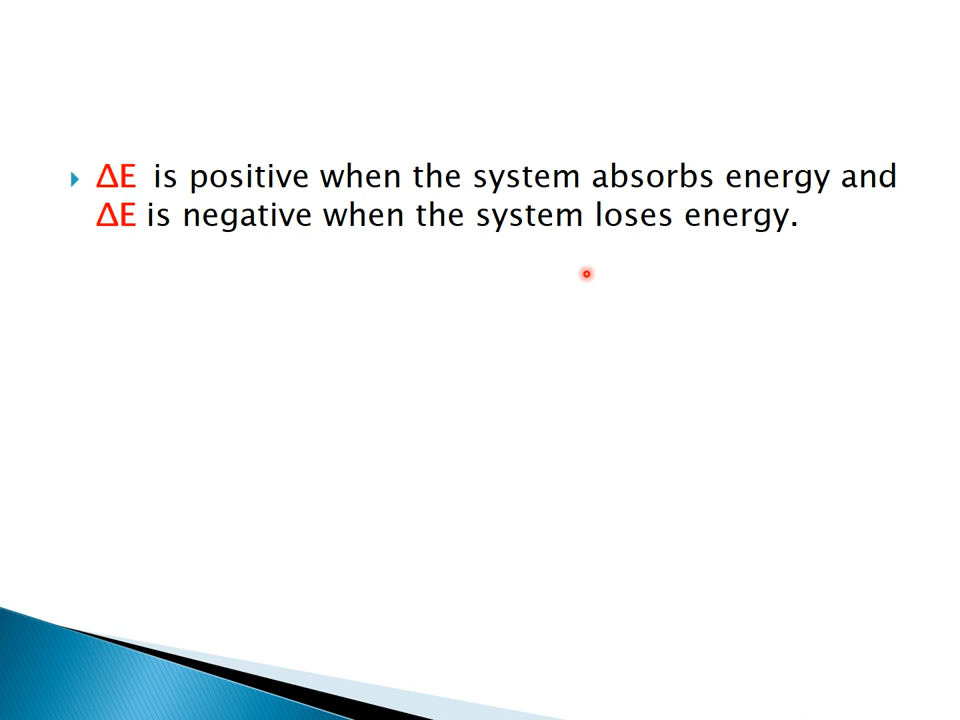 ΔE is positive when the system absorbs energy and
ΔE is negative when the system loses energy.